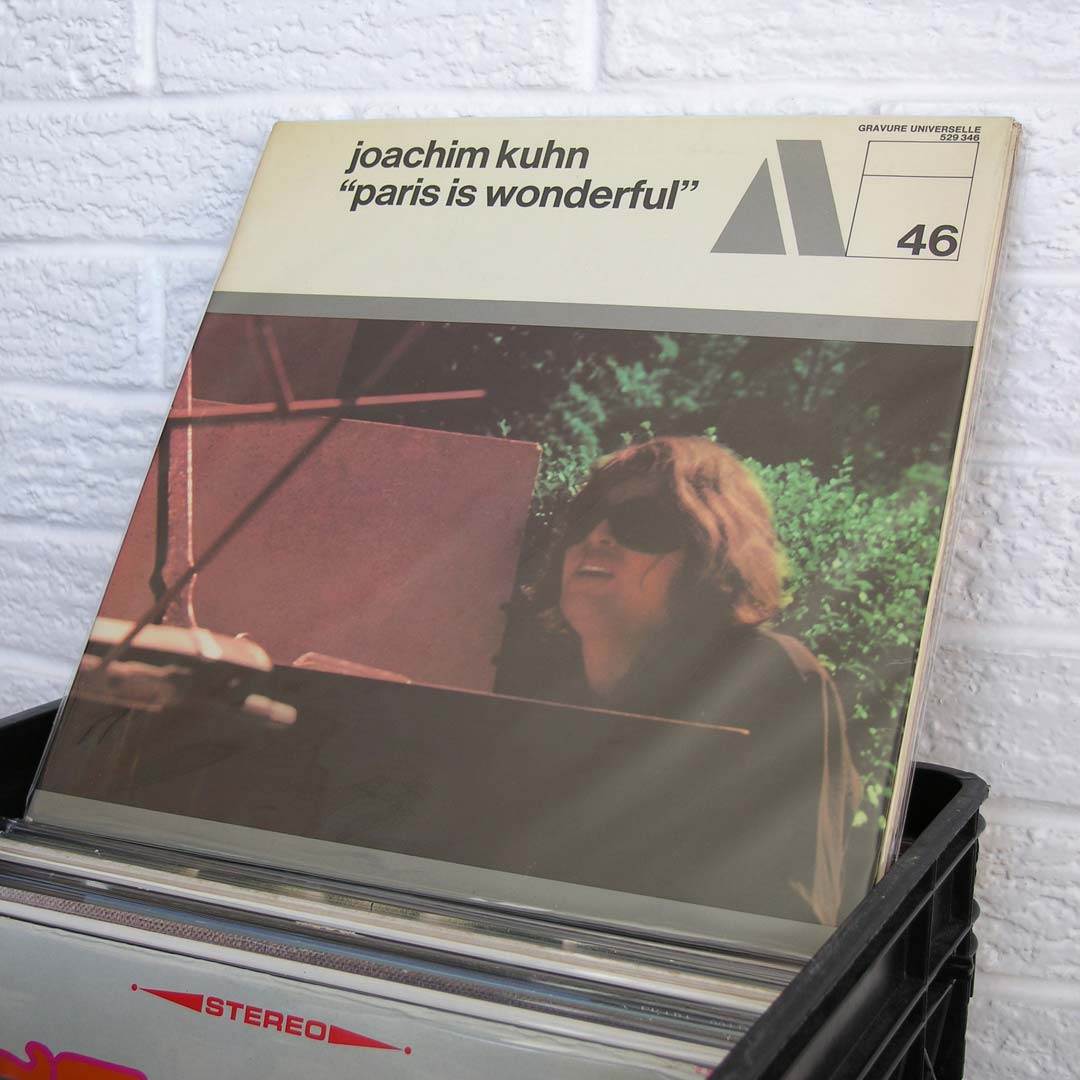 joachim kuhn
“paris is wonderful”
GRAVURE UNIVERSELLE
529 346
46
STEREO